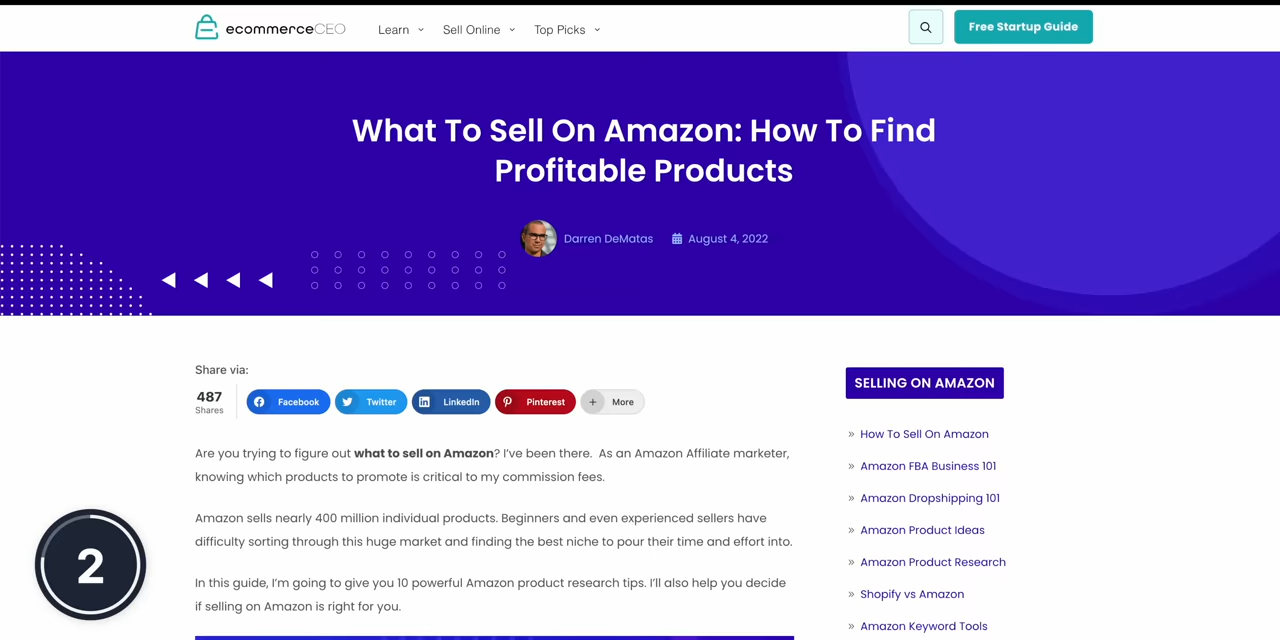 ecommerceCEO
Learn
Sell Online
Top Picks
Free Startup Guide
What To Sell On Amazon: How To Find
Profitable Products
Darren DeMatas
August 4, 2022
Share via:
487
Shares
Facebook
Twitter
LinkedIn
Pinterest
More
Are you trying to figure out what to sell on Amazon? I’ve been there. As an Amazon Affiliate marketer,
knowing which products to promote is critical to my commission fees.
Amazon sells nearly 400 million individual products. Beginners and even experienced sellers have
difficulty sorting through this huge market and finding the best niche to pour their time and effort into.
In this guide, I’m going to give you 10 powerful Amazon product research tips. I’ll also help you decide
if selling on Amazon is right for you.
SELLING ON AMAZON
» How To Sell On Amazon
» Amazon FBA Business 101
» Amazon Dropshipping 101
» Amazon Product Ideas
» Amazon Product Research
» Shopify vs Amazon
» Amazon Keyword Tools
2